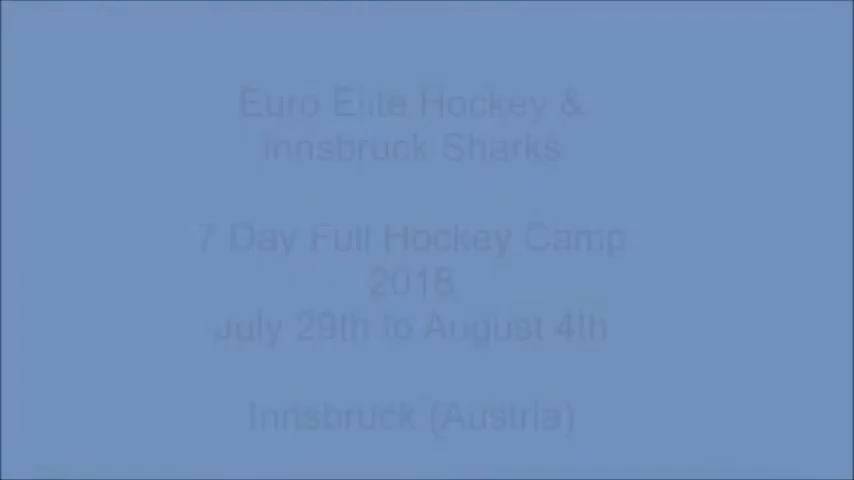 Euro Elite Hockey &
Innsbruck Sharks
7 Day Full Hockey Camp
2018
July 29th to August 4th
Innsbruck (Austria)